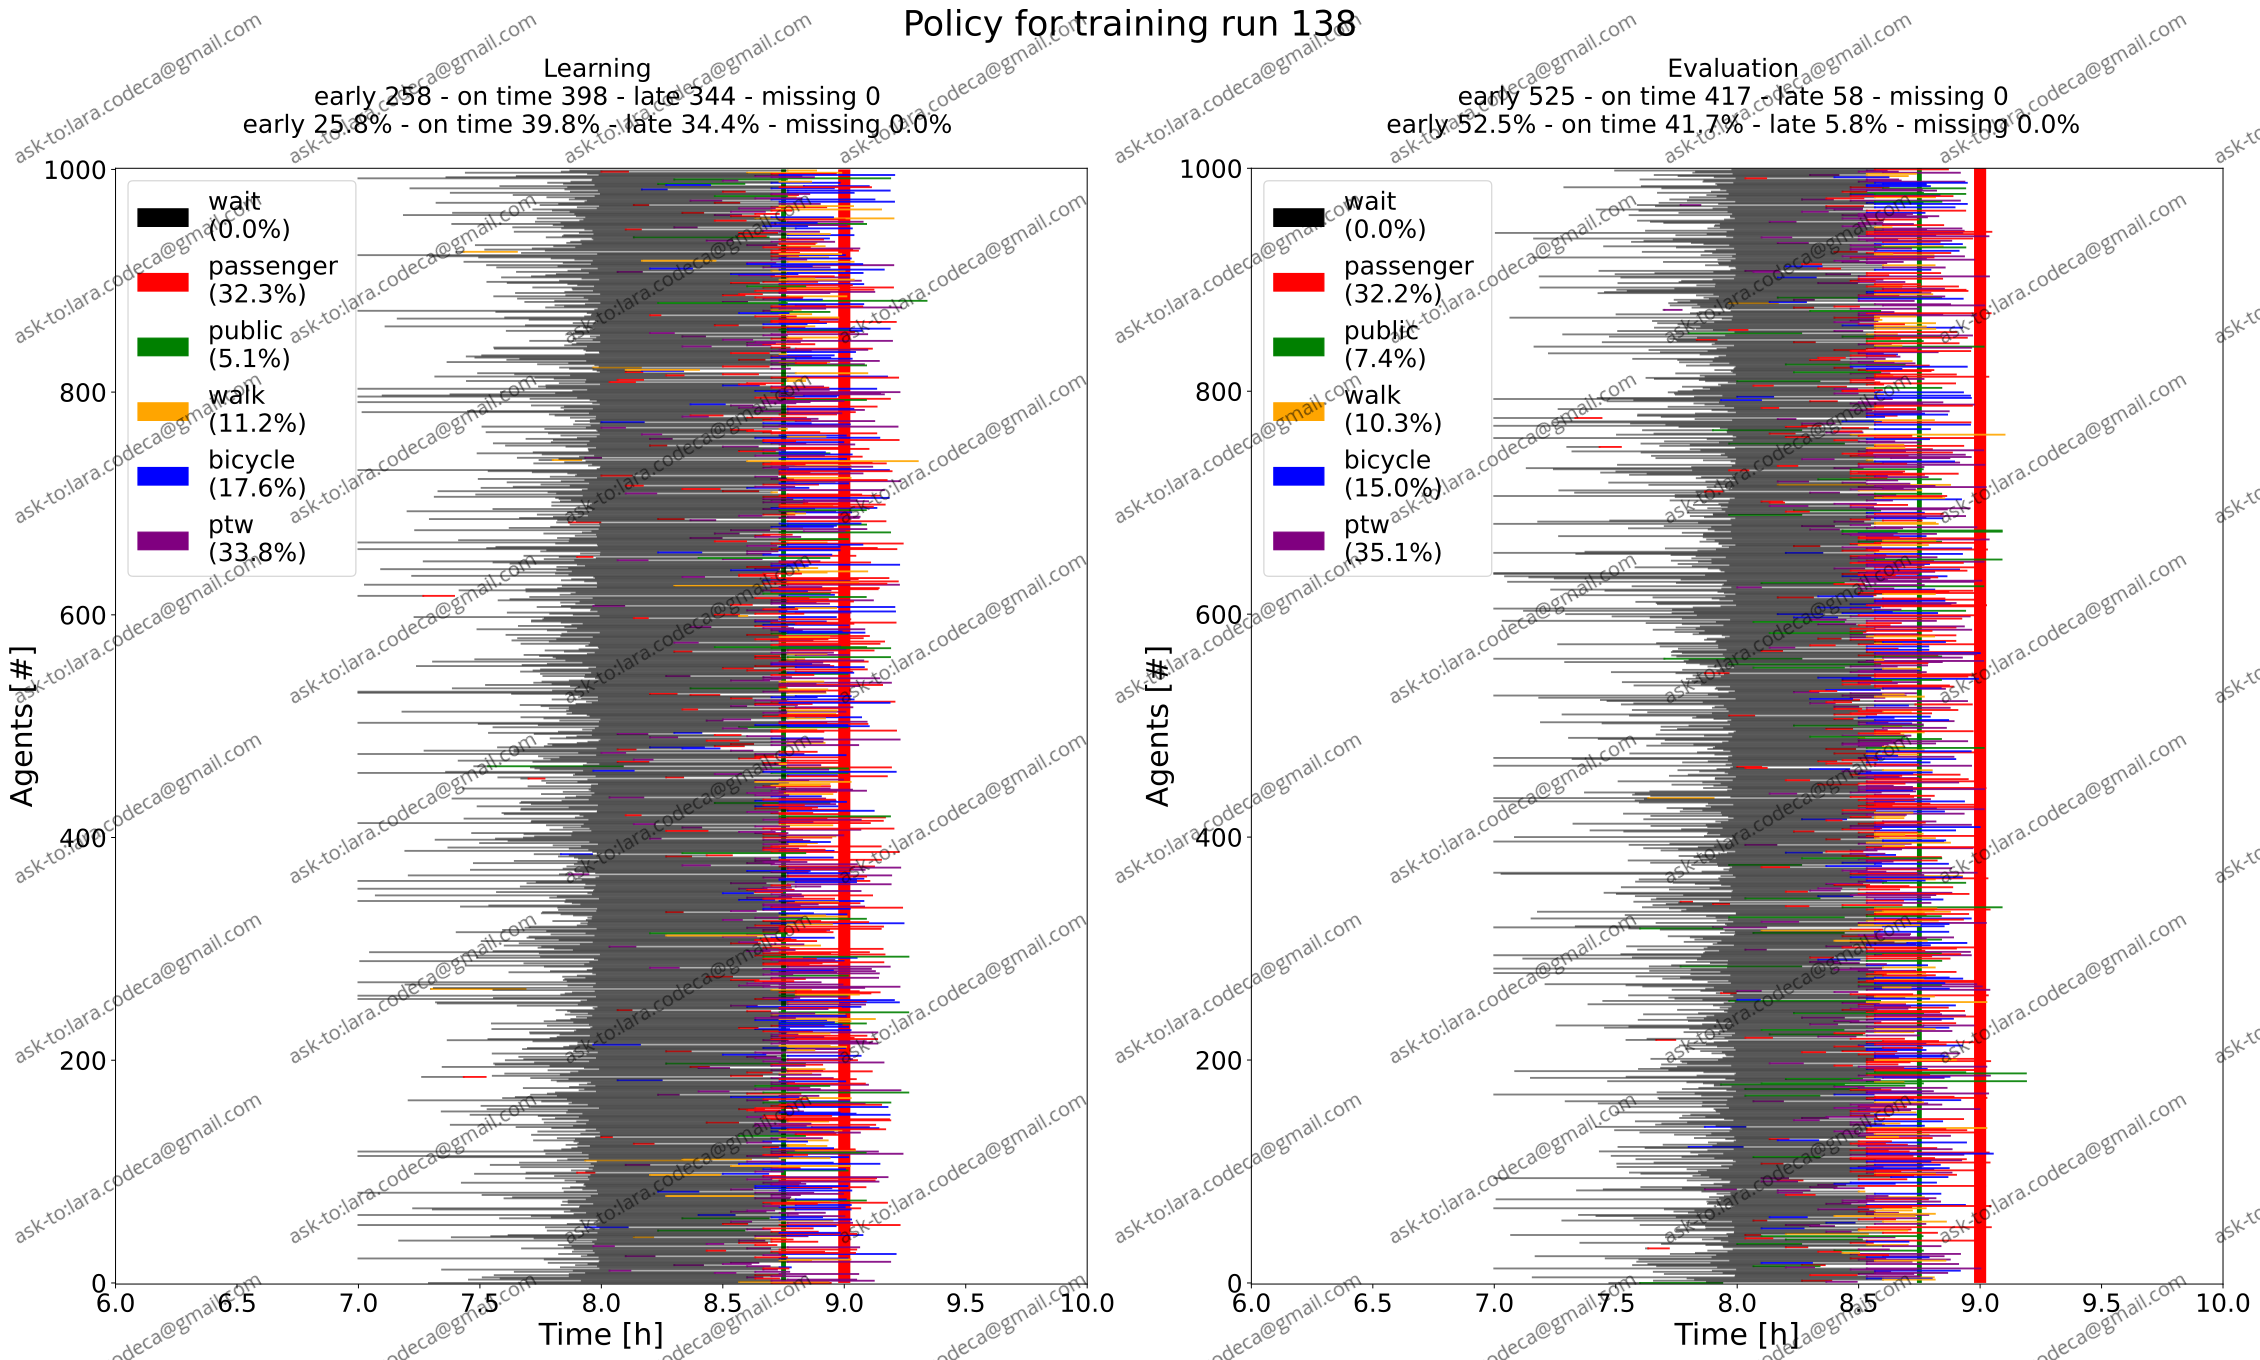 Policy for training run 138
Learning
early 258 - on time 398 - late 344 - missing 0
early 25.8% - on time 39.8% - late 34.4% - missing 0.0%
1000
800
600
400
200
0
Agents [#]
wait
(0.0%)
passenger
(32.3%)
public
(5.1%)
walk
(11.2%)
bicycle
(17.6%)
ptw
(33.8%)
6.0 6.5 7.0 7.5 8.0 8.5 9.0 9.5 10.0
Time [h]
Evaluation
early 525 - on time 417 - late 58 - missing 0
early 52.5% - on time 41.7% - late 5.8% - missing 0.0%
1000
800
600
400
200
0
Agents [#]
wait
(0.0%)
passenger
(32.2%)
public
(7.4%)
walk
(10.3%)
bicycle
(15.0%)
ptw
(35.1%)
6.0 6.5 7.0 7.5 8.0 8.5 9.0 9.5 10.0
Time [h]
ask-to:lara.codeca@gmail.com